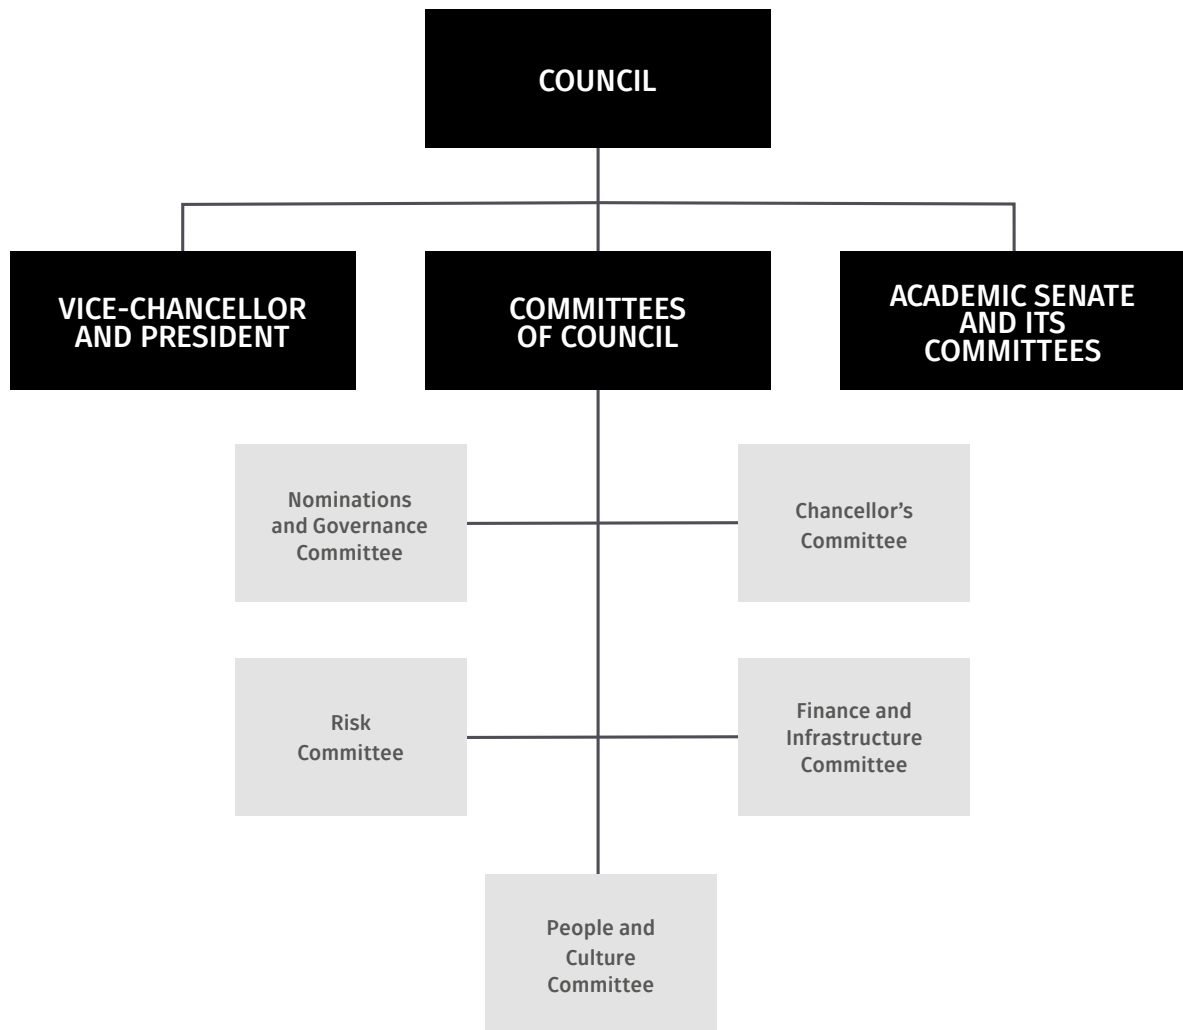 COUNCIL
VICE-CHANCELLOR
AND PRESIDENT
COMMITTEES
OF COUNCIL
ACADEMIC SENATE
AND ITS
COMMITTEES
Nominations
and Governance
Committee
Chancellor’s
Committee
Risk
Committee
Finance and
Infrastructure
Committee
People and
Culture
Committee